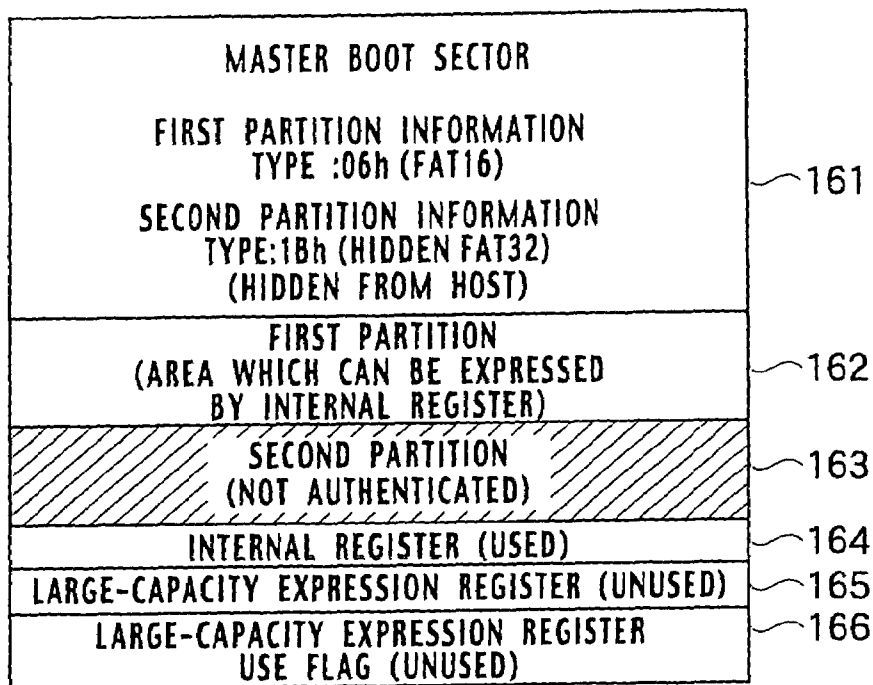 MASTER BOOT SECTOR
FIRST PARTITION INFORMATION
TYPE :06h (FAT16)
SECOND PARTITION INFORMATION
TYPE:1Bh (HIDDEN FAT32)
(HIDDEN FROM HOST)
161
FIRST PARTITION
(AREA WHICH CAN BE EXPRESSED
BY INTERNAL REGISTER)
162
SECOND PARTITION
(NOT AUTHENTICATED)
163
INTERNAL REGISTER (USED)
164
LARGE-CAPACITY EXPRESSION REGISTER (UNUSED)
165
LARGE-CAPACITY EXPRESSION REGISTER
USE FLAG (UNUSED)
166